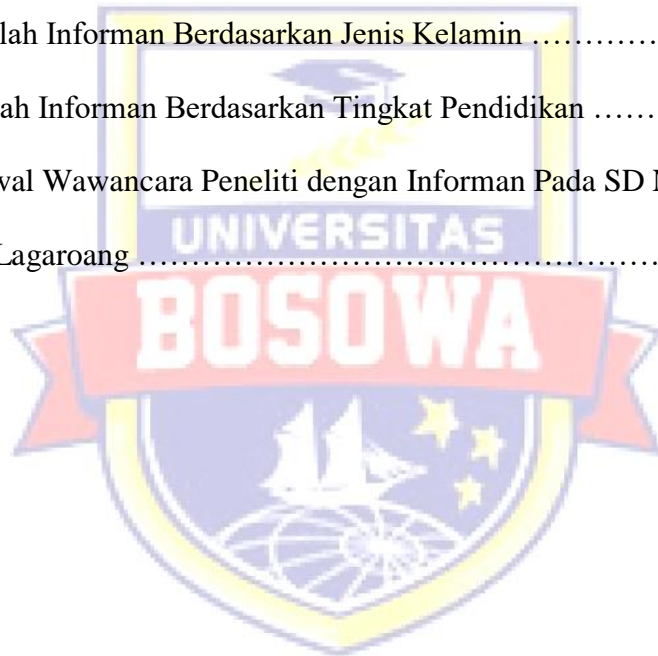 lah Informan Berdasarkan Jenis Kelamin …………
ah Informan Berdasarkan Tingkat Pendidikan ……
val Wawancara Peneliti dengan Informan Pada SD N
Lagaroang ……………………………………………
UNIVERSITAS
BOSOWA